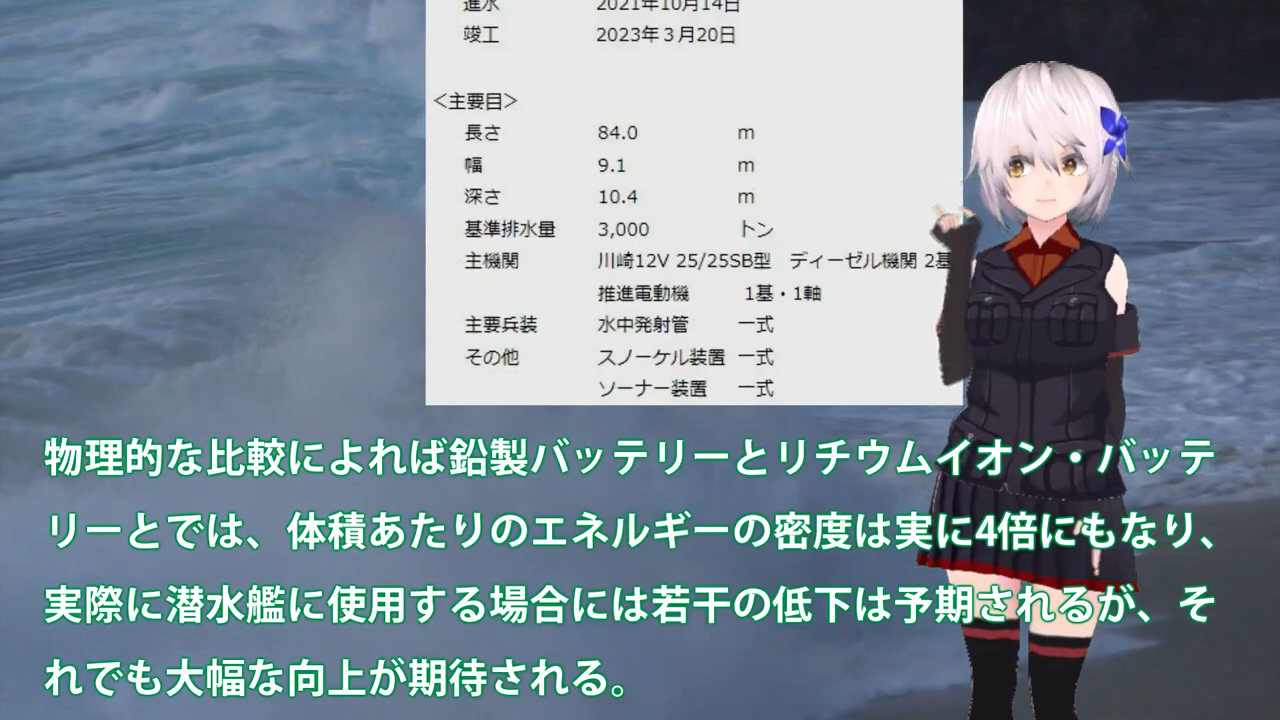 進水 2021年10月14日
竣工 2023年３月20日
＜主要目＞
長さ 84.0 m
幅 9.1 m
深さ 10.4 m
基準排水量 3,000 トン
主機関 川崎12V 25/25SB型 ディーゼル機関 2基
推進電動機 1基・1軸
主要兵装 水中発射管 一式
その他 スノーケル装置 一式
ソーナー装置 一式
物理的な比較によれば鉛製バッテリーとリチウムイオン・バッテ
リーとでは、体積あたりのエネルギーの密度は実に4倍にもなり、
実際に潜水艦に使用する場合には若干の低下は予期されるが、そ
れでも大幅な向上が期待される。